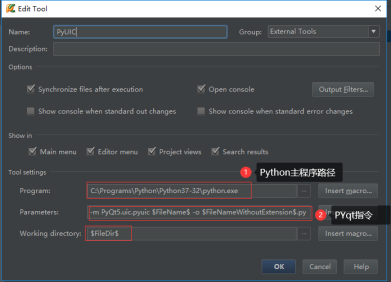 Edit Tool
Name: PyUIC Group: External Tools
Description:
Options
Synchronize files after execution Open console Output Filters...
Show console when standard out changes Show console when standard error changes
Show in
Main menu Editor menu Project views Search results
Tool settings
1 Python主程序路径
Program: C:\Programs\Python\Python37-32\python.exe ... Insert macro...
Parameters: -m PyQt5.uic.pyuic $FileName$ -o $FileNameWithoutExtension$.py 2 PYqt指令
Working directory: $FileDir$ ... Insert macro...
OK Cancel Help